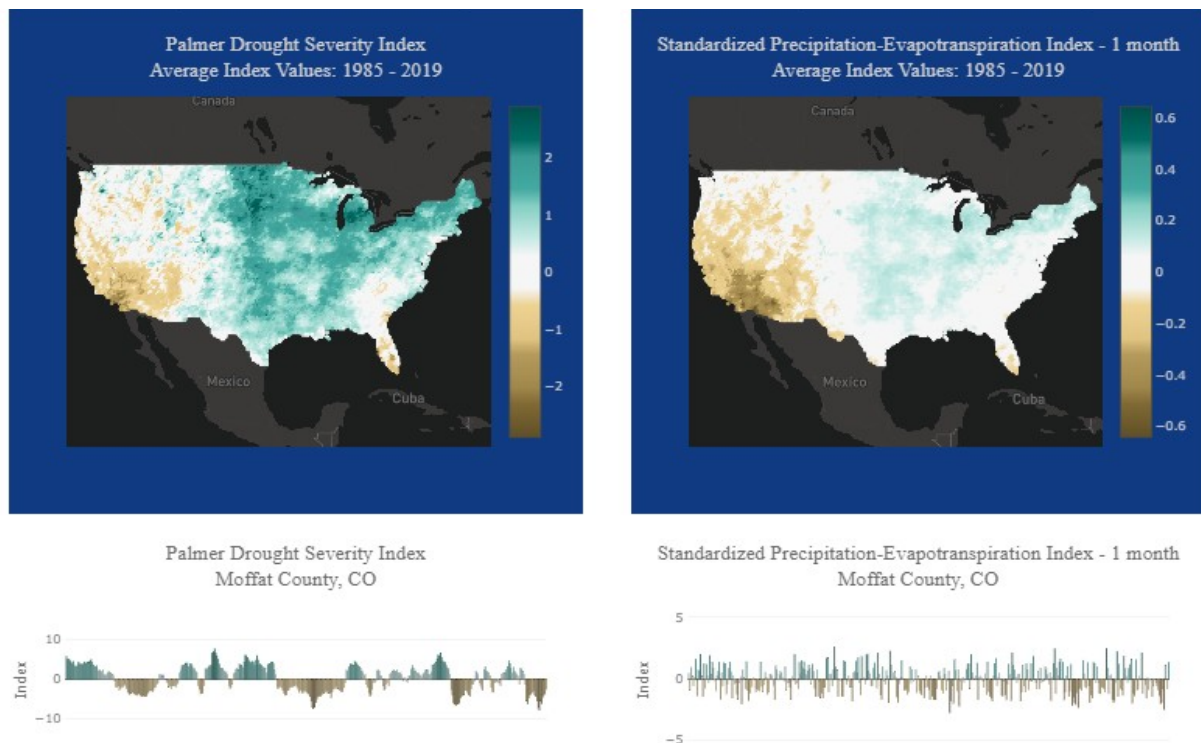 Palmer Drought Severity Index
Average Index Values: 1985 - 2019
Canada
Mexico
Cuba
2
1
0
−1
−2
Standardized Precipitation-Evapotranspiration Index - 1 month
Average Index Values: 1985 - 2019
Canada
Mexico
Cuba
0.6
0.4
0.2
0
−0.2
−0.4
−0.6
Palmer Drought Severity Index
Moffat County, CO
Index
10
0
−10
Standardized Precipitation-Evapotranspiration Index - 1 month
Moffat County, CO
Index
5
0
−5